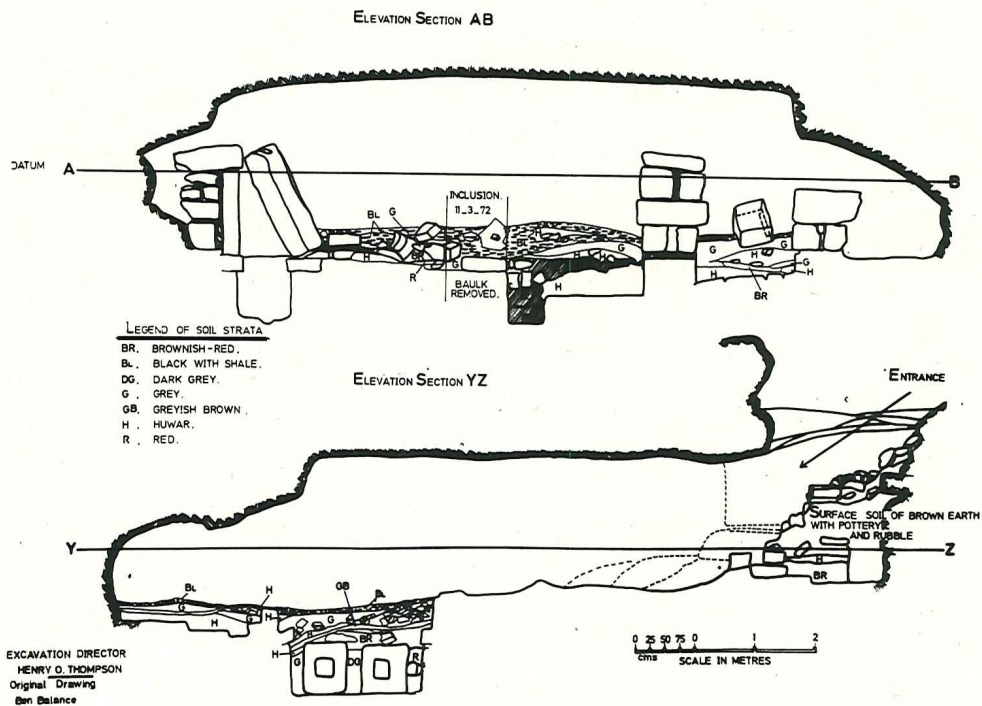 ELEVATION SECTION AB
DATUM A B
INCLUSION.
11_3_72
BL G
G
BL
BR
H
R
G
H
H
G
H
G
H
G
H
H
BR
BAULK
REMOVED.
LEGEND OF SOIL STRATA
BR. BROWNISH-RED.
BL. BLACK WITH SHALE.
DG. DARK GREY.
G . GREY.
GB. GREYISH BROWN.
H . HUWAR.
R . RED.
ELEVATION SECTION YZ
ENTRANCE
SURFACE SOIL OF BROWN EARTH
WITH POTTERY
AND RUBBLE
Y Z
H
BR
BL
G
H
H
G
GB
BL
H
G
BR
H
G
DG
R
EXCAVATION DIRECTOR
HENRY O. THOMPSON
Original Drawing
Ben Balance
0 25 50 75 0 1 2
cms SCALE IN METRES